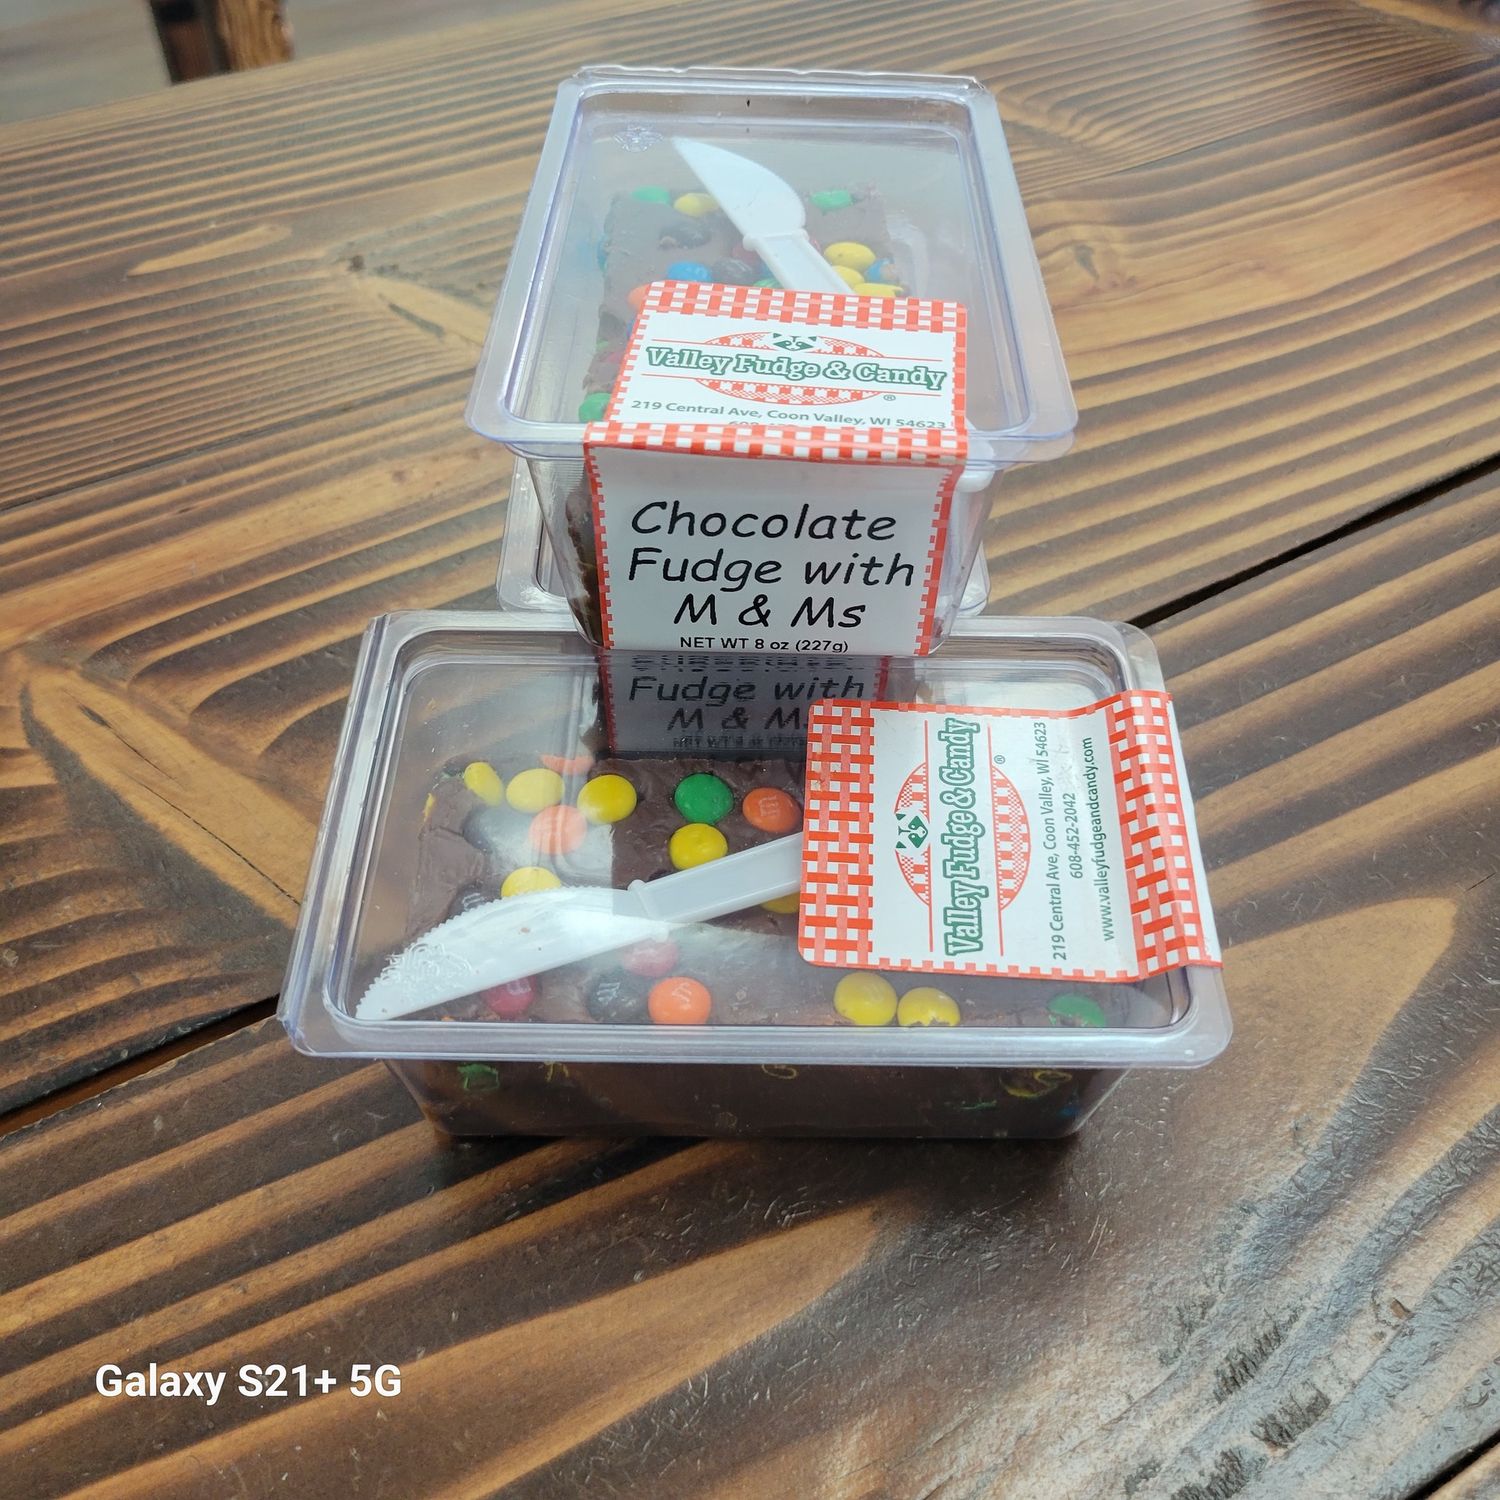 Valley Fudge & Candy
®
219 Central Ave, Coon Valley, WI 54623
Chocolate
Fudge with
M & Ms
NET WT 8 oz (227g)
Fudge with
M & Ms
Valley Fudge & Candy
®
219 Central Ave, Coon Valley, WI 54623
608-452-2042
www.valleyfudgeandcandy.com
Galaxy S21+ 5G